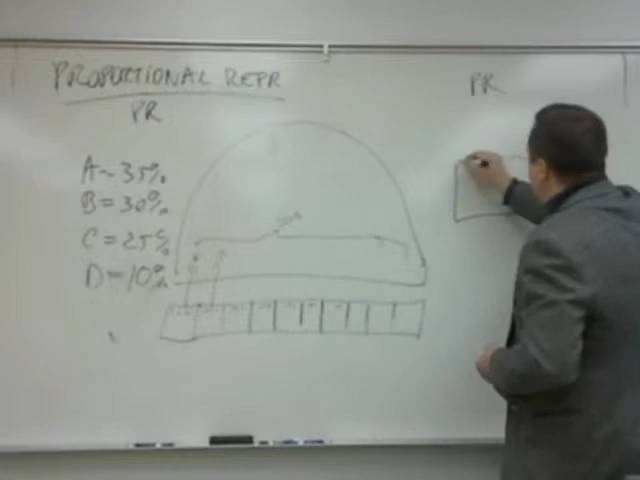 PROPORTIONAL REPR
PR
PR
A - 35%
B = 30%
C = 25%
D = 10%